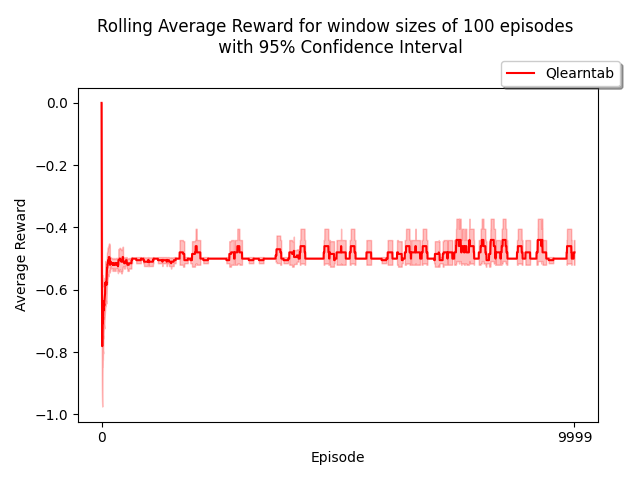 Rolling Average Reward for window sizes of 100 episodes
with 95% Confidence Interval
Qlearntab
0.0
−0.2
−0.4
−0.6
−0.8
−1.0
Average Reward
0
9999
Episode